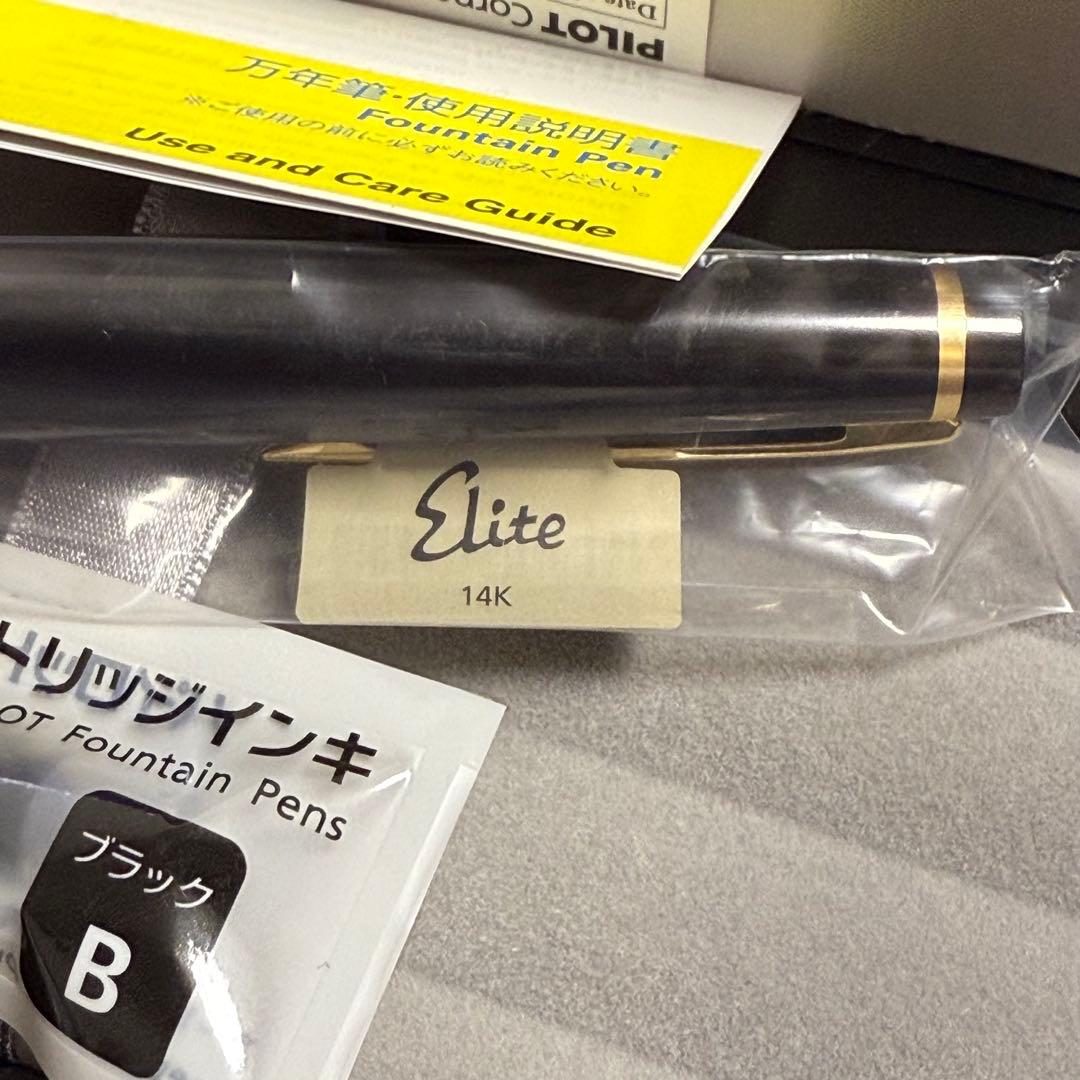 Date
PILOT Corpo
万年筆・使用説明書
Fountain Pen
※ご使用の前に必ずお読みください。
Use and Care Guide
Elite
14K
トリッジインキ
OT Fountain Pens
ブラック
B